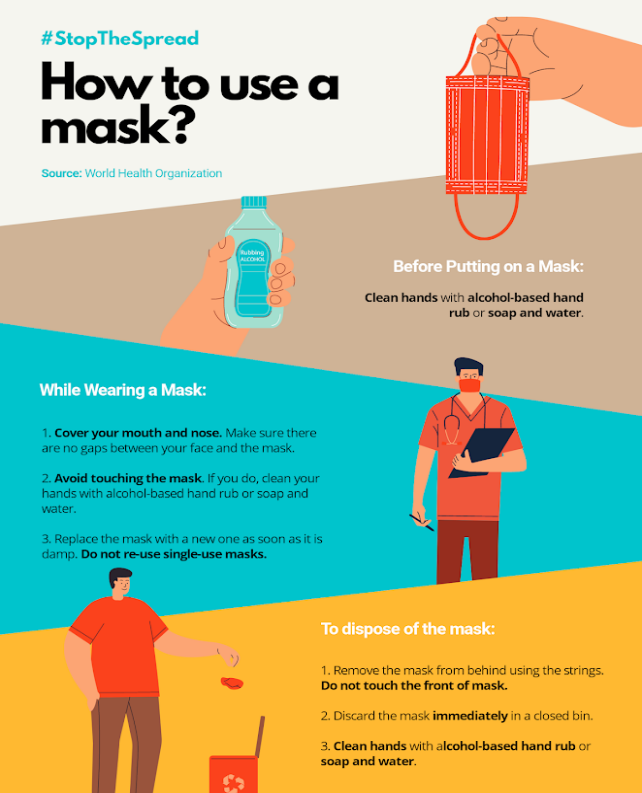 #StopTheSpread
How to use a
mask?
Source: World Health Organization
Rubbing
ALCOHOL
Before Putting on a Mask:
Clean hands with alcohol-based hand
rub or soap and water.
While Wearing a Mask:
1. Cover your mouth and nose. Make sure there
are no gaps between your face and the mask.
2. Avoid touching the mask. If you do, clean your
hands with alcohol-based hand rub or soap and
water.
3. Replace the mask with a new one as soon as it is
damp. Do not re-use single-use masks.
To dispose of the mask:
1. Remove the mask from behind using the strings.
Do not touch the front of mask.
2. Discard the mask immediately in a closed bin.
3. Clean hands with alcohol-based hand rub or
soap and water.